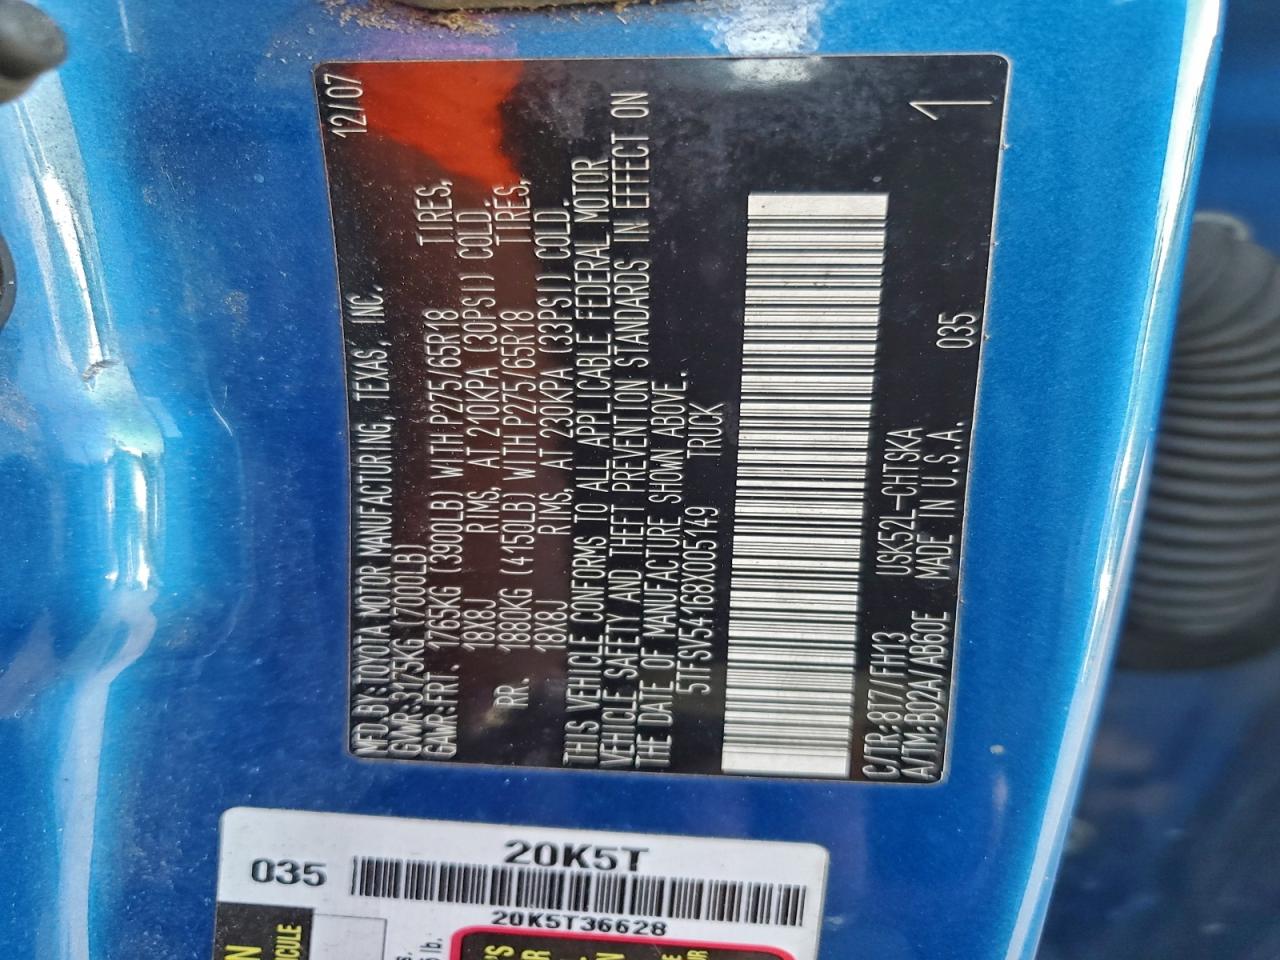 12/07
MFD.BY:TOYOTA MOTOR MANUFACTURING, TEXAS, INC.
GVWR:3175KG (7000LB)
GAWR:FRT. 1765KG (3900LB) WITH P275/65R18 TIRES,
18X8J RIMS, AT 210KPA (30PSI) COLD.
RR. 1880KG (4150LB) WITH P275/65R18 TIRES,
18X8J RIMS, AT 230KPA (33PSI) COLD.
THIS VEHICLE CONFORMS TO ALL APPLICABLE FEDERAL MOTOR
VEHICLE SAFETY AND THEFT PREVENTION STANDARDS IN EFFECT ON
THE DATE OF MANUFACTURE SHOWN ABOVE.
5TFSV54168X005149 TRUCK
C/TR:8T7/FH13 USK52L-CHTSKA
A/TM:B02A/AB60E MADE IN U.S.A. 035
1
20K5T
035
20K5T36628